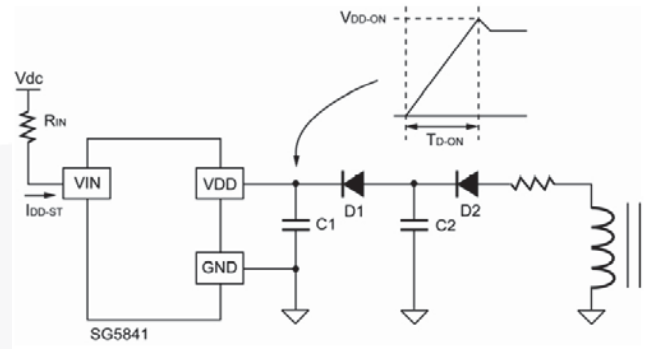 VDD-ON
Vdc
RIN
TD-ON
VIN
VDD
IDD-ST
D1
D2
C1
C2
GND
SG5841